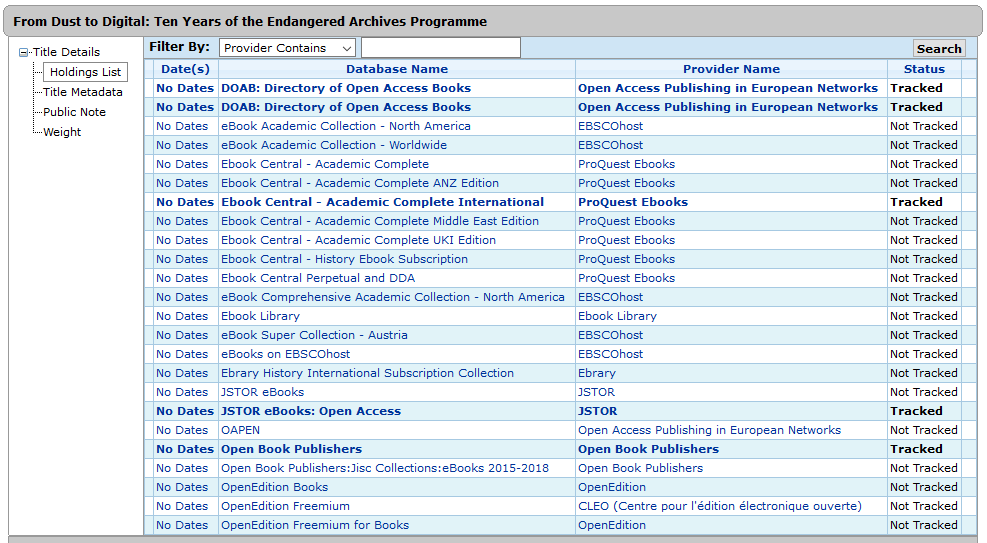 From Dust to Digital: Ten Years of the Endangered Archives Programme
Title Details
Holdings List
Title Metadata
Public Note
Weight
Filter By: Provider Contains Search
Date(s) Database Name Provider Name Status
No Dates DOAB: Directory of Open Access Books Open Access Publishing in European Networks Tracked
No Dates DOAB: Directory of Open Access Books Open Access Publishing in European Networks Tracked
No Dates eBook Academic Collection - North America EBSCOhost Not Tracked
No Dates eBook Academic Collection - Worldwide EBSCOhost Not Tracked
No Dates Ebook Central - Academic Complete ProQuest Ebooks Not Tracked
No Dates Ebook Central - Academic Complete ANZ Edition ProQuest Ebooks Not Tracked
No Dates Ebook Central - Academic Complete International ProQuest Ebooks Tracked
No Dates Ebook Central - Academic Complete Middle East Edition ProQuest Ebooks Not Tracked
No Dates Ebook Central - Academic Complete UKI Edition ProQuest Ebooks Not Tracked
No Dates Ebook Central - History Ebook Subscription ProQuest Ebooks Not Tracked
No Dates Ebook Central Perpetual and DDA ProQuest Ebooks Not Tracked
No Dates eBook Comprehensive Academic Collection - North America EBSCOhost Not Tracked
No Dates Ebook Library Ebook Library Not Tracked
No Dates eBook Super Collection - Austria EBSCOhost Not Tracked
No Dates eBooks on EBSCOhost EBSCOhost Not Tracked
No Dates Ebrary History International Subscription Collection Ebrary Not Tracked
No Dates JSTOR eBooks JSTOR Not Tracked
No Dates JSTOR eBooks: Open Access JSTOR Tracked
No Dates OAPEN Open Access Publishing in European Networks Not Tracked
No Dates Open Book Publishers Open Book Publishers Tracked
No Dates Open Book Publishers:Jisc Collections:eBooks 2015-2018 Open Book Publishers Not Tracked
No Dates OpenEdition Books OpenEdition Not Tracked
No Dates OpenEdition Freemium CLEO (Centre pour l'édition électronique ouverte) Not Tracked
No Dates OpenEdition Freemium for Books OpenEdition Not Tracked